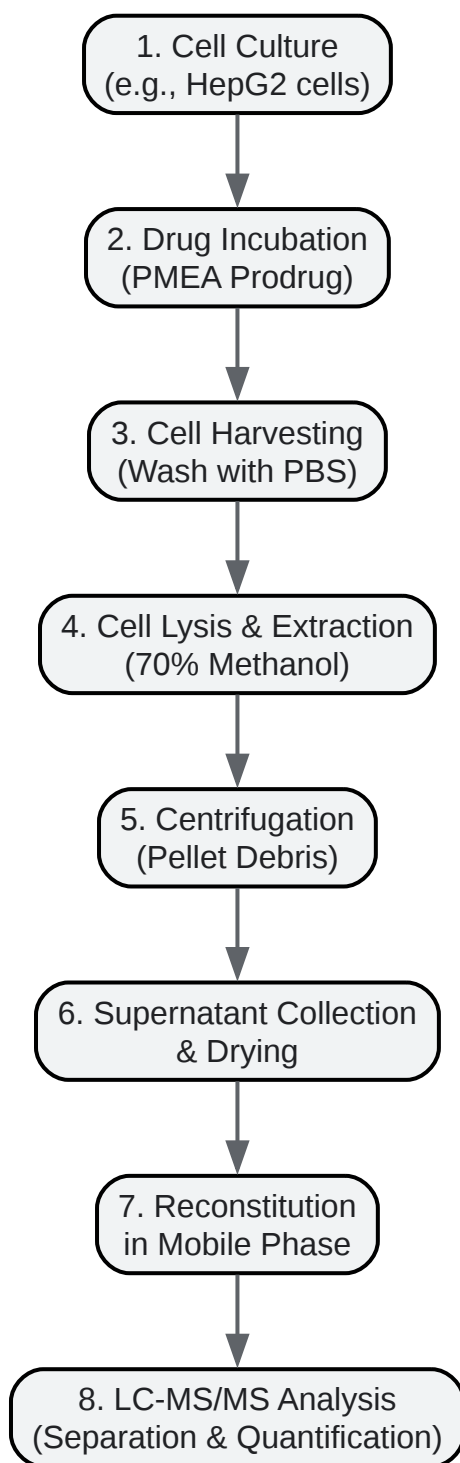 1. Cell Culture
(e.g., HepG2 cells)
2. Drug Incubation
(PMEA Prodrug)
3. Cell Harvesting
(Wash with PBS)
4. Cell Lysis & Extraction
(70% Methanol)
5. Centrifugation
(Pellet Debris)
6. Supernatant Collection
& Drying
7. Reconstitution
in Mobile Phase
8. LC-MS/MS Analysis
(Separation & Quantification)